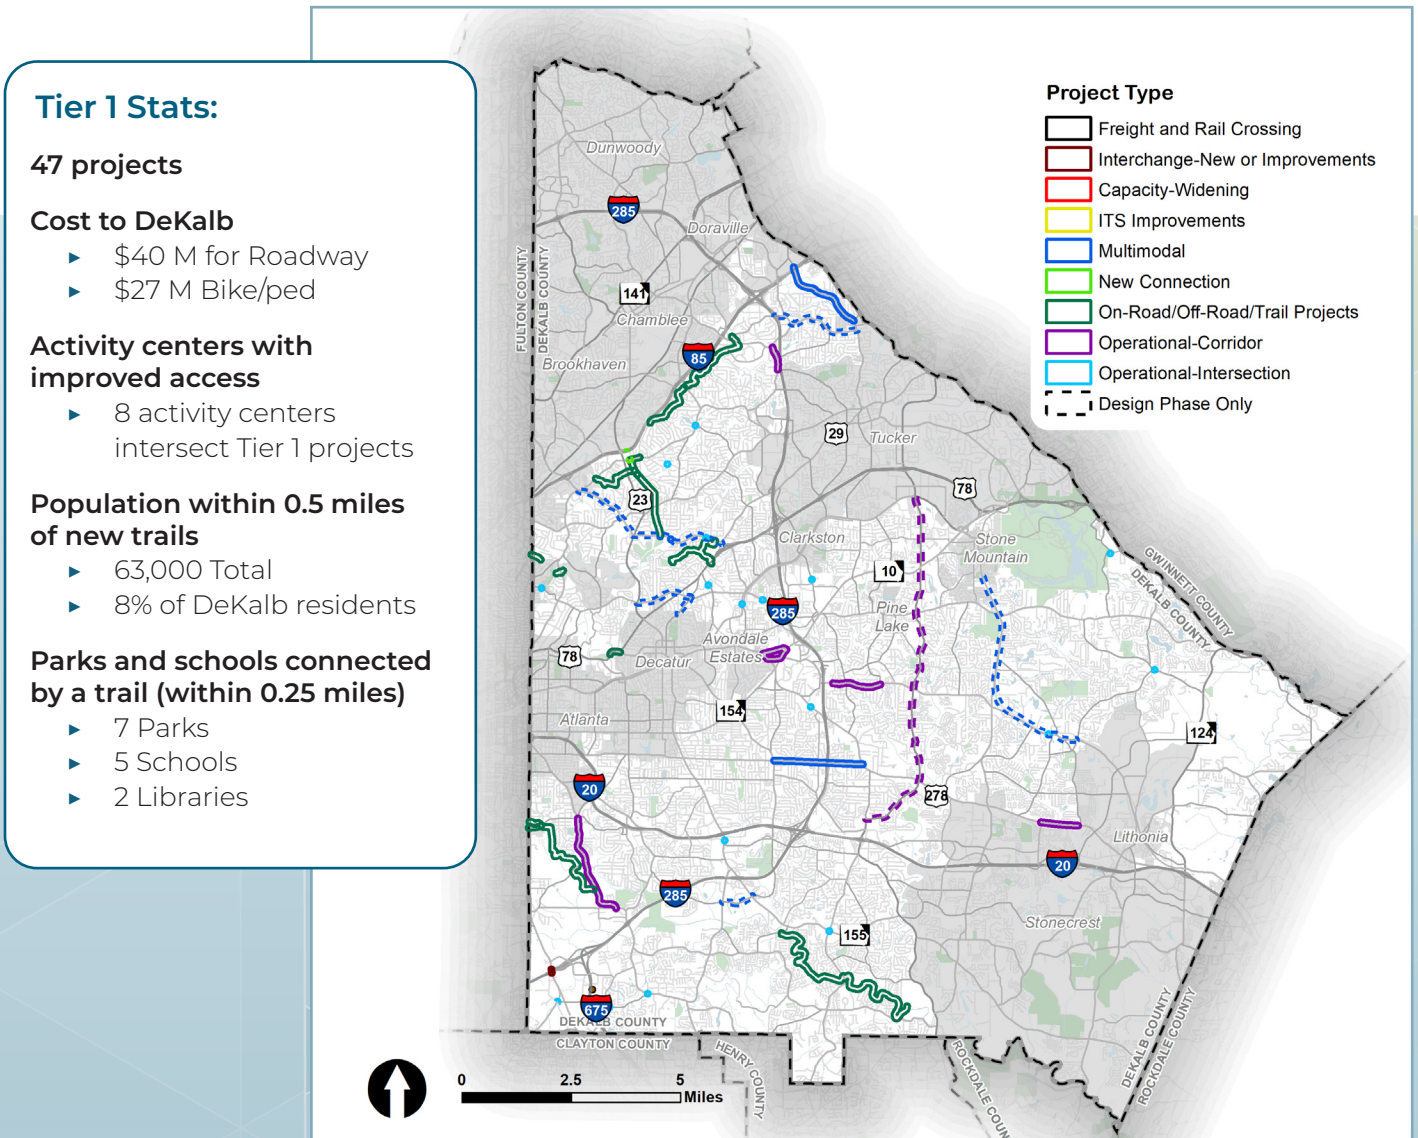 Tier 1 Stats:
47 projects
Cost to DeKalb
▸ $40 M for Roadway
▸ $27 M Bike/ped
Activity centers with
improved access
▸ 8 activity centers
intersect Tier 1 projects
Population within 0.5 miles
of new trails
▸ 63,000 Total
▸ 8% of DeKalb residents
Parks and schools connected
by a trail (within 0.25 miles)
▸ 7 Parks
▸ 5 Schools
▸ 2 Libraries
Project Type
Freight and Rail Crossing
Interchange-New or Improvements
Capacity-Widening
ITS Improvements
Multimodal
New Connection
On-Road/Off-Road/Trail Projects
Operational-Corridor
Operational-Intersection
Design Phase Only
Dunwoody
285
Doraville
FULTON COUNTY
DEKALB COUNTY
141
Chamblee
85
Brookhaven
29
Tucker
78
23
Clarkston
Stone
Mountain
10
GWINNETT COUNTY
DEKALB COUNTY
285
Pine
Lake
Avondale
Estates
78
Decatur
154
Atlanta
124
20
278
Lithonia
20
285
Stonecrest
155
675
DEKALB COUNTY
CLAYTON COUNTY
HENRY COUNTY
ROCKDALE COUN
DEKALB COUNTY
ROCKDALE COUNTY
0 2.5 5
Miles